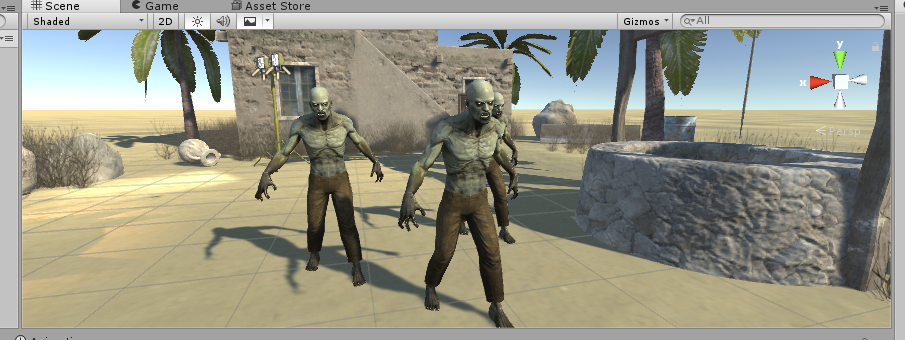 Scene Game Asset Store
Shaded 2D Gizmos All
y
x
Persp